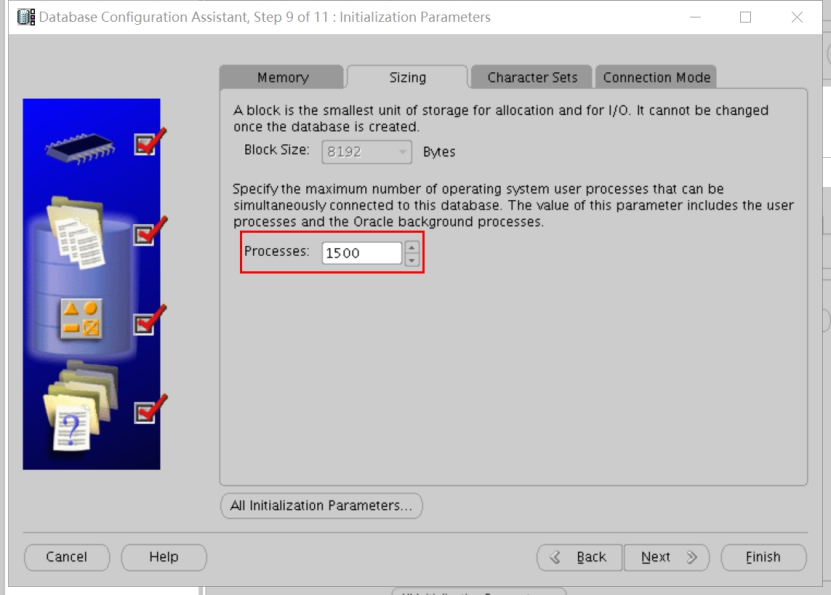 Database Configuration Assistant, Step 9 of 11 : Initialization Parameters
Memory
Sizing
Character Sets
Connection Mode
A block is the smallest unit of storage for allocation and for I/O. It cannot be changed
once the database is created.
Block Size: 8192 Bytes
Specify the maximum number of operating system user processes that can be
simultaneously connected to this database. The value of this parameter includes the user
processes and the Oracle background processes.
Processes: 1500
?
All Initialization Parameters...
Cancel
Help
Back
Next
Finish